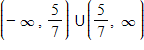 (-∞, 5/7) ∪ (5/7, ∞)